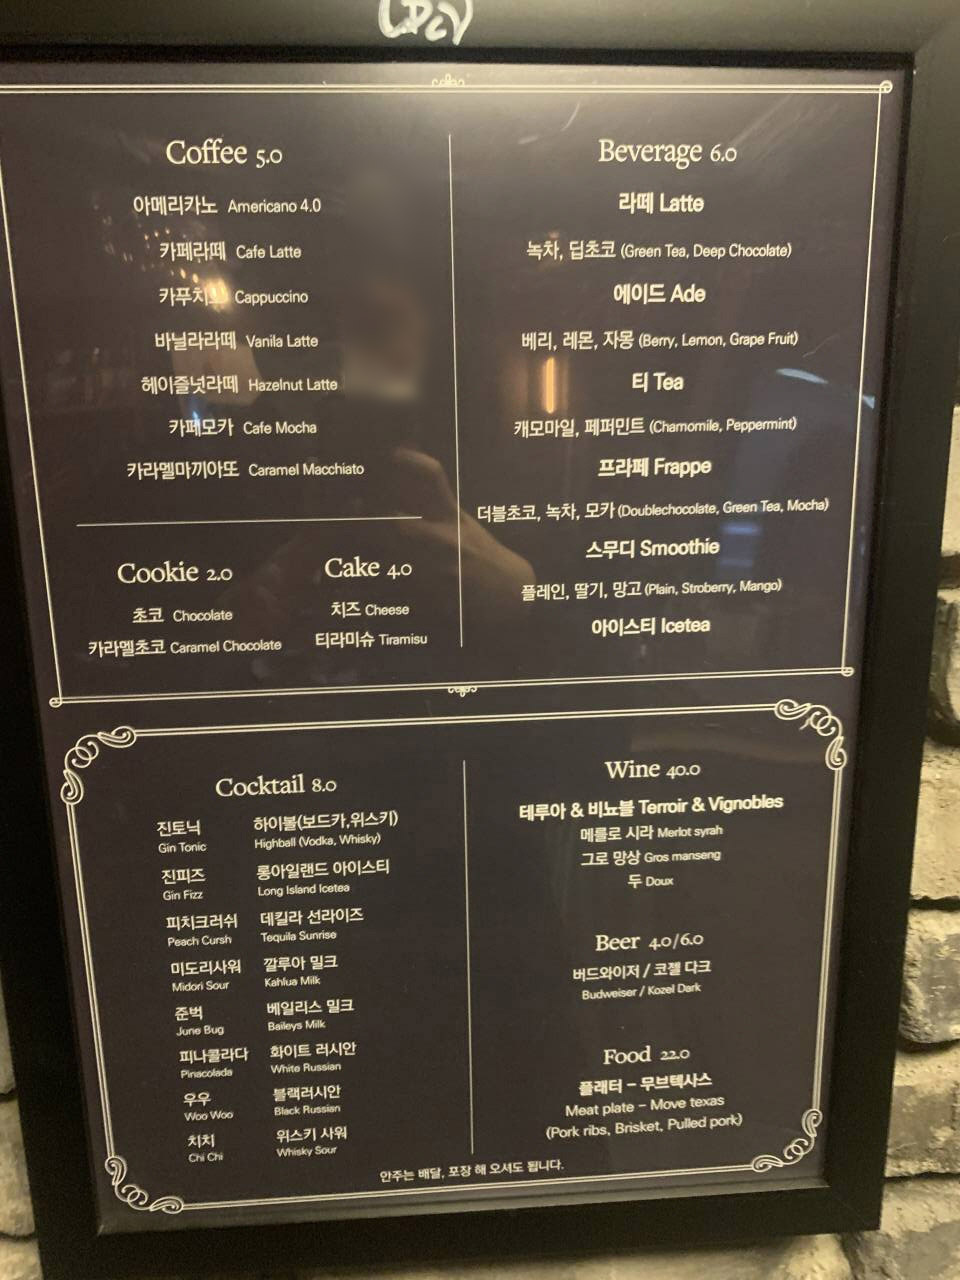 Coffee 5.0
아메리카노 Americano 4.0
카페라떼 Cafe Latte
카푸치노 Cappuccino
바닐라라떼 Vanila Latte
헤이즐넛라떼 Hazelnut Latte
카페모카 Cafe Mocha
카라멜마끼아또 Caramel Macchiato
Cookie 2.0
초코 Chocolate
카라멜초코 Caramel Chocolate
Cake 4.0
치즈 Cheese
티라미슈 Tiramisu
Beverage 6.0
라떼 Latte
녹차, 딥초코 (Green Tea, Deep Chocolate)
에이드 Ade
베리, 레몬, 자몽 (Berry, Lemon, Grape Fruit)
티 Tea
캐모마일, 페퍼민트 (Chamomile, Peppermint)
프라페 Frappe
더블초코, 녹차, 모카 (Doublechocolate, Green Tea, Mocha)
스무디 Smoothie
플레인, 딸기, 망고 (Plain, Stroberry, Mango)
아이스티 Icetea
Cocktail 8.0
진토닉
Gin Tonic
진피즈
Gin Fizz
피치크러쉬
Peach Cursh
미도리사워
Midori Sour
준벅
June Bug
피나콜라다
Pinacolada
우우
Woo Woo
치치
Chi Chi
하이볼(보드카,위스키)
Highball (Vodka, Whisky)
롱아일랜드 아이스티
Long Island Icetea
데킬라 선라이즈
Tequila Sunrise
깔루아 밀크
Kahlua Milk
베일리스 밀크
Baileys Milk
화이트 러시안
White Russian
블랙러시안
Black Russian
위스키 사워
Whisky Sour
Wine 40.0
테루아 & 비뇨블 Terroir & Vignobles
메를로 시라 Merlot syrah
그로 망상 Gros manseng
두 Doux
Beer 4.0/6.0
버드와이저 / 코젤 다크
Budweiser / Kozel Dark
Food 22.0
플래터 – 무브텍사스
Meat plate – Move texas
(Pork ribs, Brisket, Pulled pork)
안주는 배달, 포장 해 오셔도 됩니다.